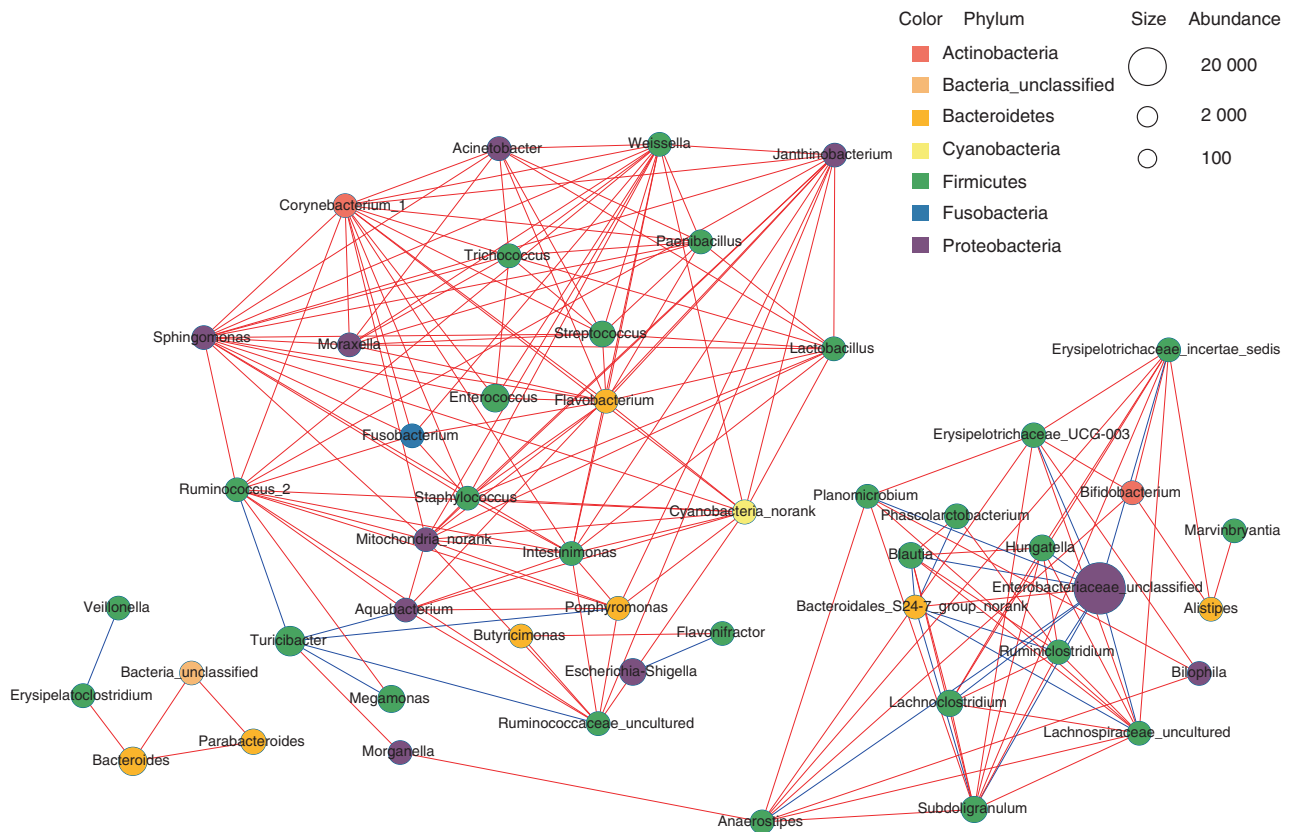 Color Phylum Size Abundance
Actinobacteria
20 000
Bacteria_unclassified
Bacteroidetes
2 000
Cyanobacteria
100
Firmicutes
Fusobacteria
Proteobacteria
Weissella
Acinetobacter
Janthinobacterium
Corynebacterium_1
Paenibacillus
Trichococcus
Sphingomonas
Streptococcus
Moraxella
Lactobacillus
Erysipelotrichaceae_incertae_sedis
Enterococcus
Flavobacterium
Fusobacterium
Erysipelotrichaceae_UCG-003
Ruminococcus_2
Staphylococcus
Planomicrobium
Bifidobacterium
Cyanobacteria_norank
Phascolarctobacterium
Marvinbryantia
Mitochondria_norank
Intestinimonas
Blautia
Hungatella
Enterobacteriaceae_unclassified
Veillonella
Aquabacterium
Porphyromonas
Bacteroidales_S24-7_group_norank
Alistipes
Turicibacter
Butyricimonas
Flavonifractor
Ruminiclostridium
Bacteria_unclassified
Escherichia-Shigella
Bilophila
Erysipelatoclostridium
Megamonas
Lachnoclostridium
Ruminococcaceae_uncultured
Lachnospiraceae_uncultured
Parabacteroides
Morganella
Bacteroides
Subdoligranulum
Anaerostipes